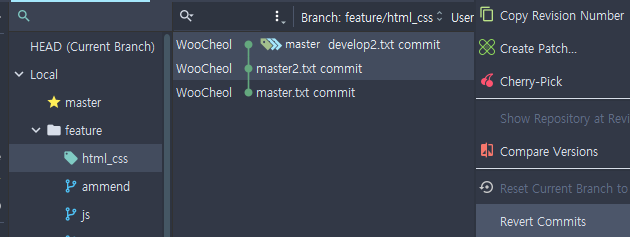 HEAD (Current Branch)
Local
master
feature
html_css
ammend
js
Branch: feature/html_css
User
WooCheol master develop2.txt commit
WooCheol master2.txt commit
WooCheol master.txt commit
Copy Revision Number
Create Patch...
Cherry-Pick
Show Repository at Revi
Compare Versions
Reset Current Branch to
Revert Commits